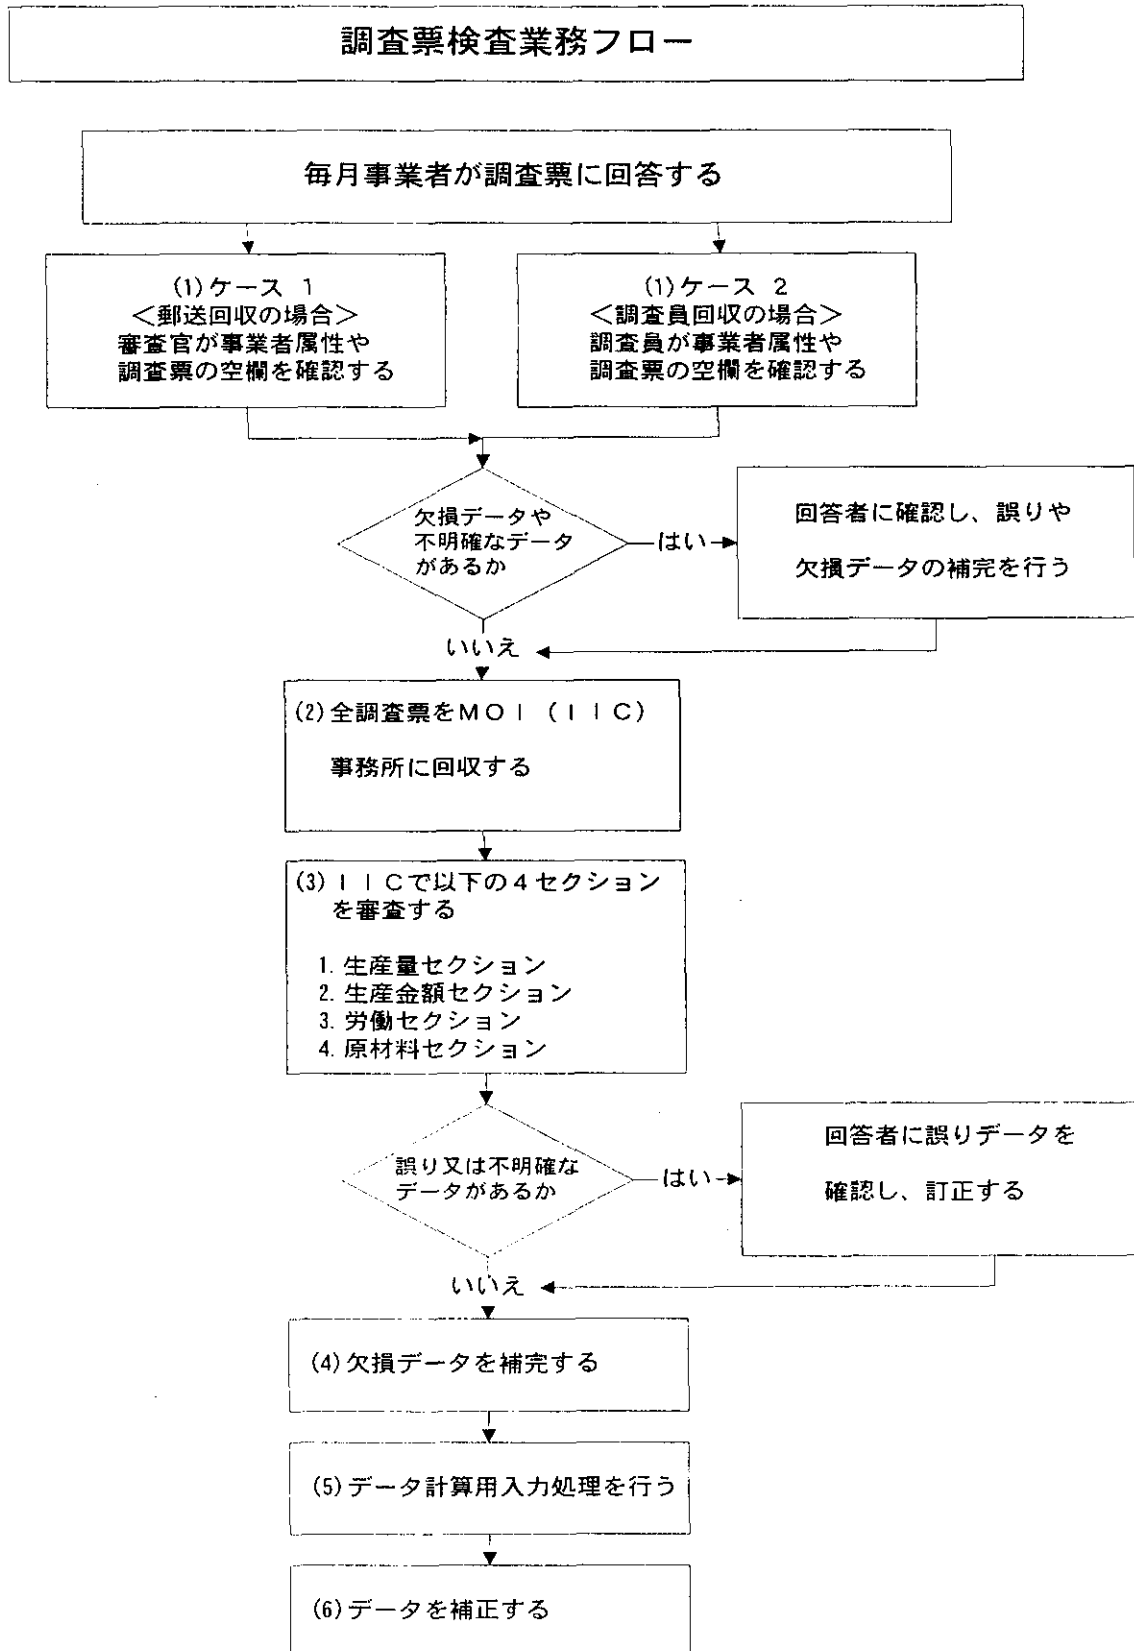 調査票検査業務フロー
毎月事業者が調査票に回答する
(1)ケース 1
＜郵送回収の場合＞
審査官が事業者属性や
調査票の空欄を確認する
(1)ケース 2
＜調査員回収の場合＞
調査員が事業者属性や
調査票の空欄を確認する
欠損データや
不明確なデータ
があるか
はい
回答者に確認し、誤りや
欠損データの補完を行う
いいえ
(2)全調査票をＭＯＩ（ＩＩＣ）
事務所に回収する
(3)ＩＩＣで以下の４セクション
を審査する
1. 生産量セクション
2. 生産金額セクション
3. 労働セクション
4. 原材料セクション
誤り又は不明確な
データがあるか
はい
回答者に誤りデータを
確認し、訂正する
いいえ
(4)欠損データを補完する
(5)データ計算用入力処理を行う
(6)データを補正する